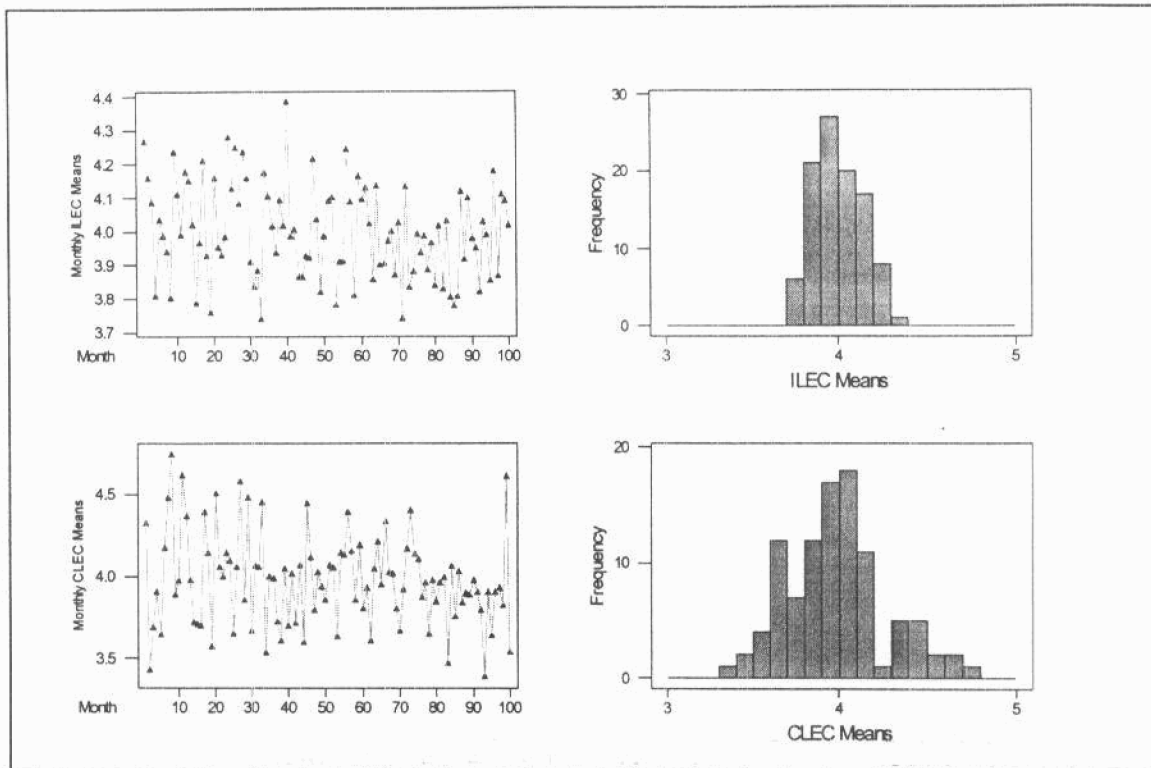 4.4
4.3
4.2
4.1
4.0
3.9
3.8
3.7
Monthly ILEC Means
Month 10 20 30 40 50 60 70 80 90 100
30
20
10
0
Frequency
3 4 5
ILEC Means
4.5
4.0
3.5
Monthly CLEC Means
Month 10 20 30 40 50 60 70 80 90 100
20
10
0
Frequency
3 4 5
CLEC Means